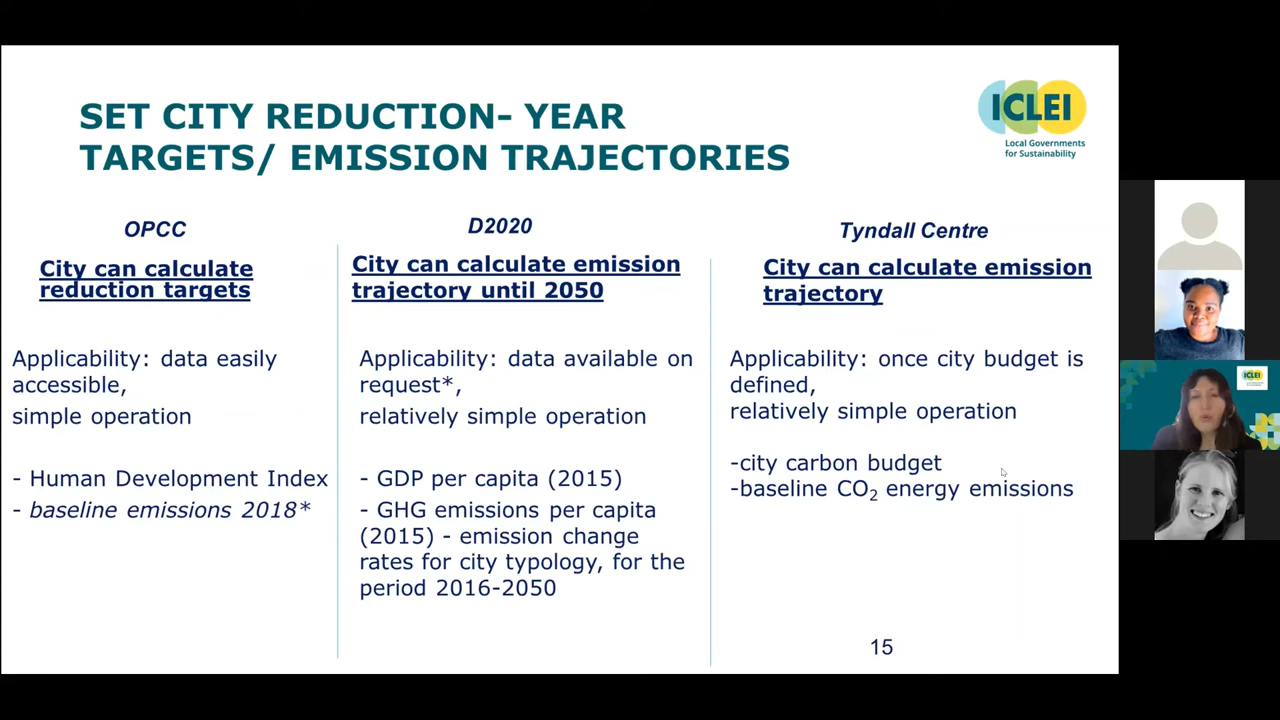 SET CITY REDUCTION- YEAR
TARGETS/ EMISSION TRAJECTORIES
ICLEI
Local Governments
for Sustainability
OPCC
City can calculate
reduction targets
Applicability: data easily
accessible,
simple operation
- Human Development Index
- baseline emissions 2018*
D2020
City can calculate emission
trajectory until 2050
Applicability: data available on
request*,
relatively simple operation
- GDP per capita (2015)
- GHG emissions per capita
(2015) - emission change
rates for city typology, for the
period 2016-2050
Tyndall Centre
City can calculate emission
trajectory
Applicability: once city budget is
defined,
relatively simple operation
-city carbon budget
-baseline CO₂ energy emissions
15
ICLEI